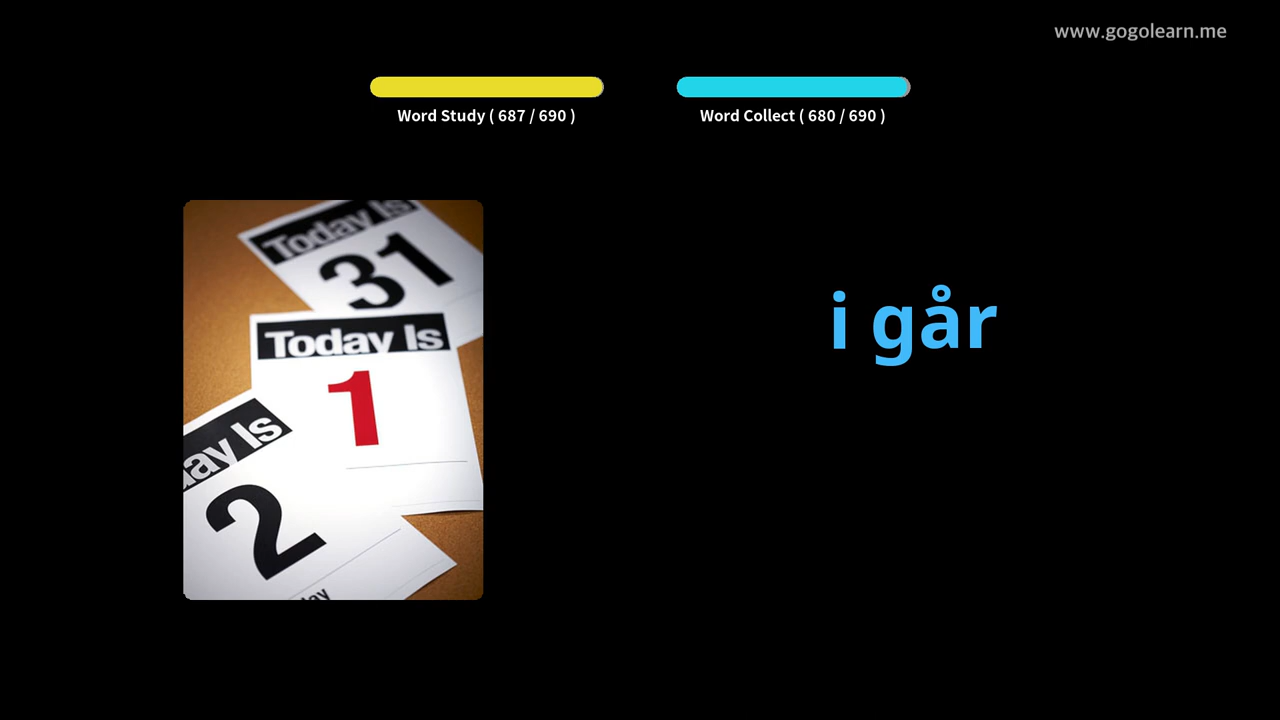 www.gogolearn.me
Word Study ( 687 / 690 )
Word Collect ( 680 / 690 )
Today Is
31
Today Is
1
ay Is
2
i går